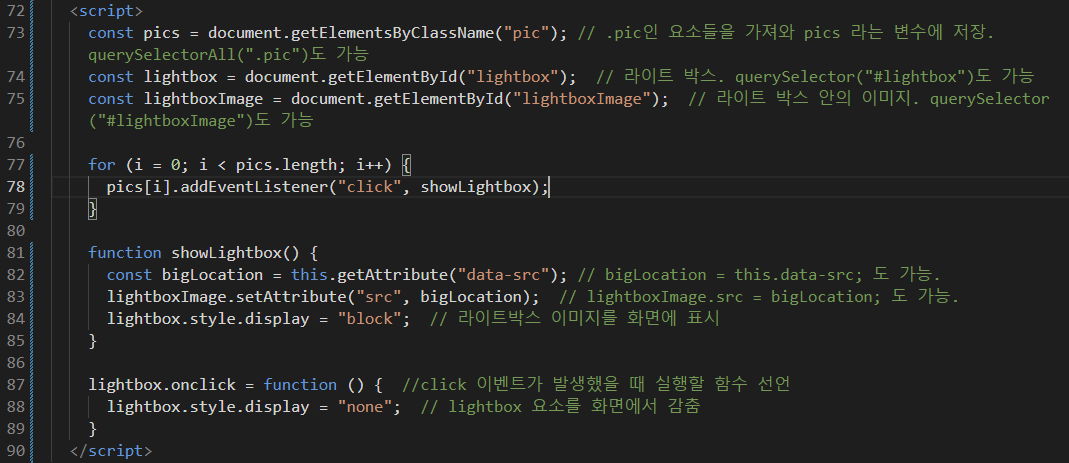 72 <script>
73 const pics = document.getElementsByClassName("pic"); // .pic인 요소들을 가져와 pics 라는 변수에 저장.
querySelectorAll(".pic")도 가능
74 const lightbox = document.getElementById("lightbox");  // 라이트 박스. querySelector("#lightbox")도 가능
75 const lightboxImage = document.getElementById("lightboxImage");  // 라이트 박스 안의 이미지. querySelector
("#lightboxImage")도 가능
76
77 for (i = 0; i < pics.length; i++) {
78 pics[i].addEventListener("click", showLightbox);
79 }
80
81 function showLightbox() {
82 const bigLocation = this.getAttribute("data-src"); // bigLocation = this.data-src; 도 가능.
83 lightboxImage.setAttribute("src", bigLocation);  // lightboxImage.src = bigLocation; 도 가능.
84 lightbox.style.display = "block";  // 라이트박스 이미지를 화면에 표시
85 }
86
87 lightbox.onclick = function () {  //click 이벤트가 발생했을 때 실행할 함수 선언
88 lightbox.style.display = "none";  // lightbox 요소를 화면에서 감춤
89 }
90 </script>